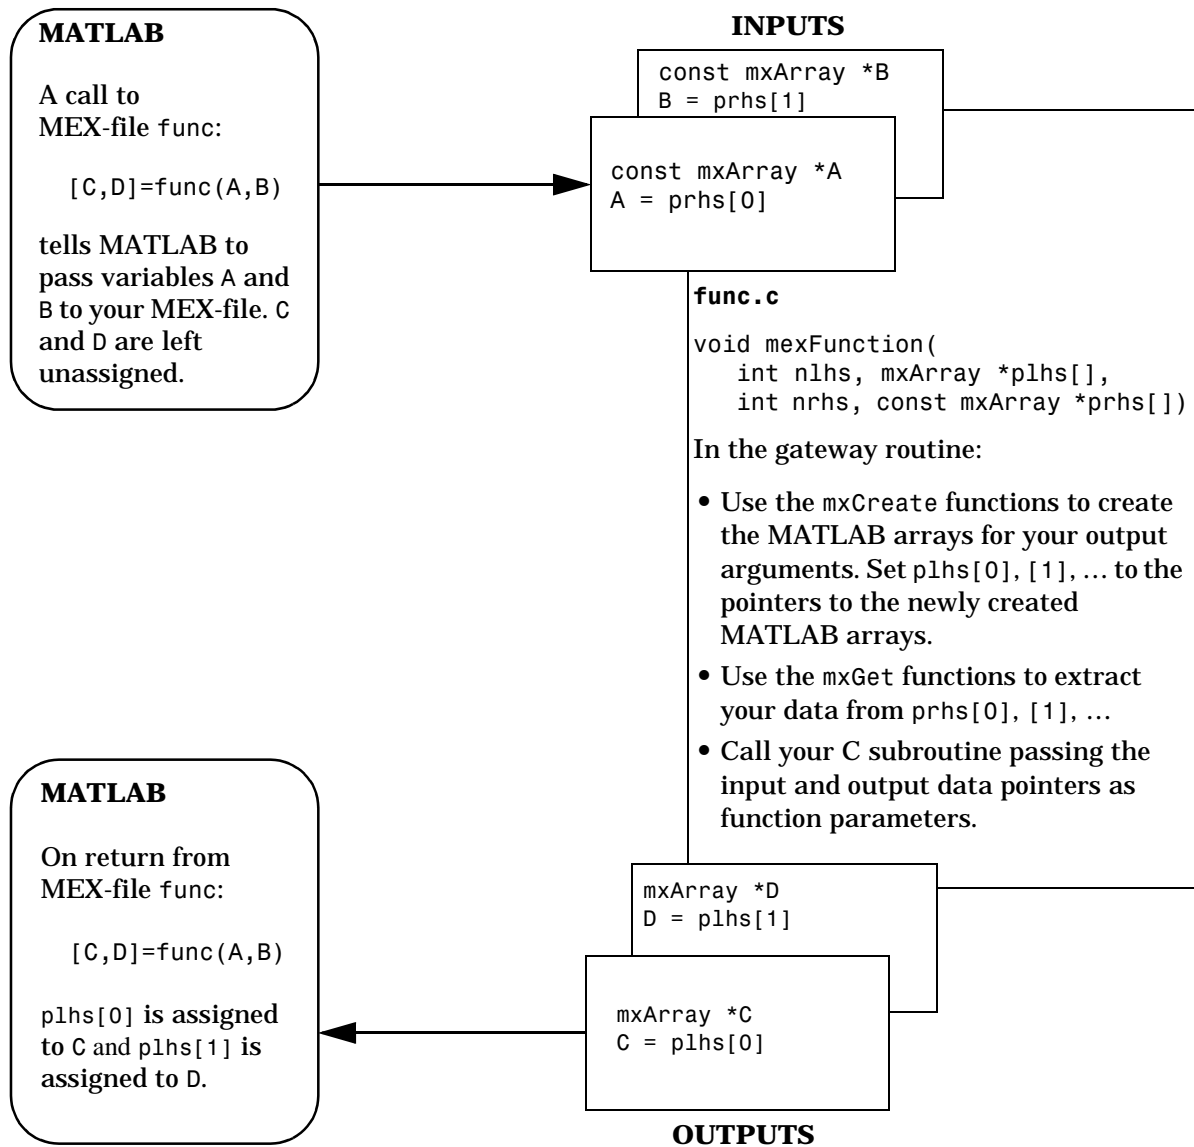 MATLAB
A call to
MEX-file func:
[C,D]=func(A,B)
tells MATLAB to
pass variables A and
B to your MEX-file. C
and D are left
unassigned.
INPUTS
const mxArray *B
B = prhs[1]
const mxArray *A
A = prhs[0]
func.c
void mexFunction(
int nlhs, mxArray *plhs[],
int nrhs, const mxArray *prhs[])
In the gateway routine:
• Use the mxCreate functions to create
the MATLAB arrays for your output
arguments. Set plhs[0], [1], … to the
pointers to the newly created
MATLAB arrays.
• Use the mxGet functions to extract
your data from prhs[0], [1], …
• Call your C subroutine passing the
input and output data pointers as
function parameters.
MATLAB
On return from
MEX-file func:
[C,D]=func(A,B)
plhs[0] is assigned
to C and plhs[1] is
assigned to D.
mxArray *D
D = plhs[1]
mxArray *C
C = plhs[0]
OUTPUTS